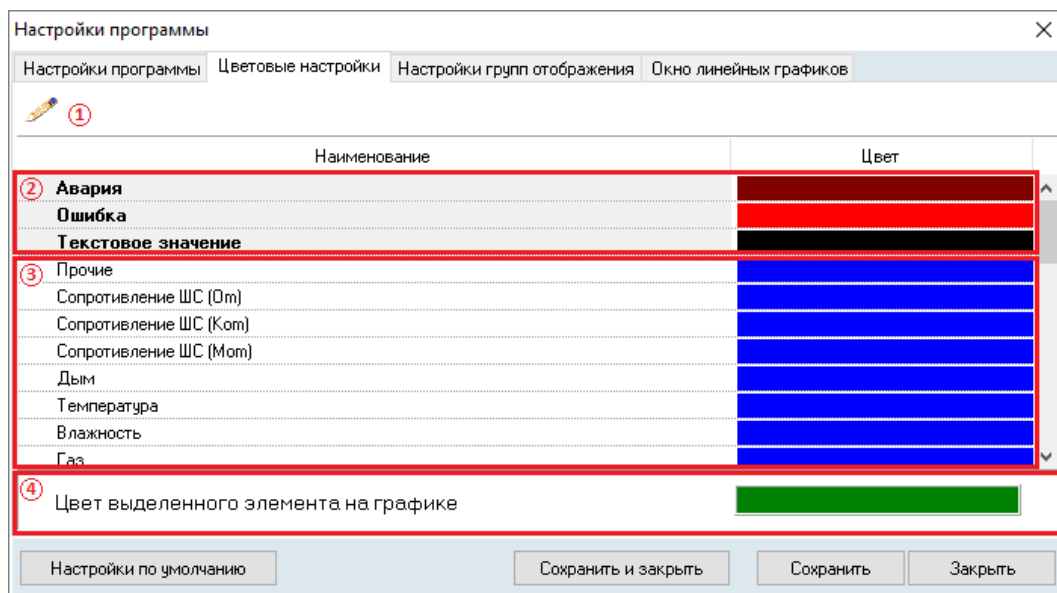 Настройки программы
Настройки программы Цветовые настройки Настройки групп отображения Окно линейных графиков
1
Наименование Цвет
2 Авария
Ошибка
Текстовое значение
3 Прочие
Сопротивление ШС (Om)
Сопротивление ШС (Kom)
Сопротивление ШС (Mom)
Дым
Температура
Влажность
Газ
4 Цвет выделенного элемента на графике
Настройки по умолчанию Сохранить и закрыть Сохранить Закрыть